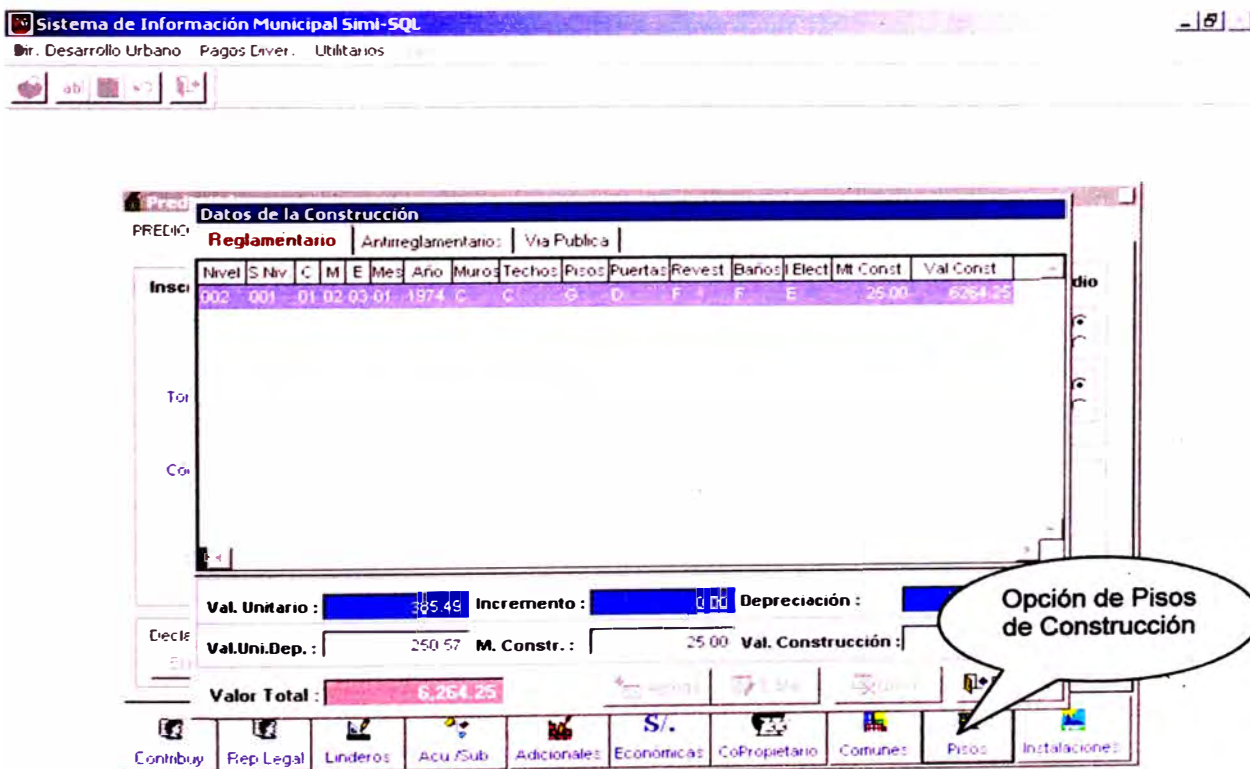 Sistema de Información Municipal Simi-SQL
Dir. Desarrollo Urbano Pagos Diver. Utilitarios
ab
Datos de la Construcción
PREDIO
Reglamentario Antirreglamentarios Via Publica
Nivel S Niv C M E Mes Año Muros Techos Pisos Puertas Revest Baños I Elect Mt Const Val Const
002 001 01 02 03 01 1974 C C G D F F E 25.00 6264.25
Insci
dio
Val. Unitario : 385.49 Incremento : 0.00 Depreciación :
Val.Uni.Dep. : 250.57 M. Constr. : 25.00 Val. Construcción :
Valor Total : 6,264.25
Opción de Pisos
de Construcción
S/.
Contribuy Rep Legal Linderos Acu /Sub Adicionales Económicas CoPropietario Comunes Pisos Instalaciones